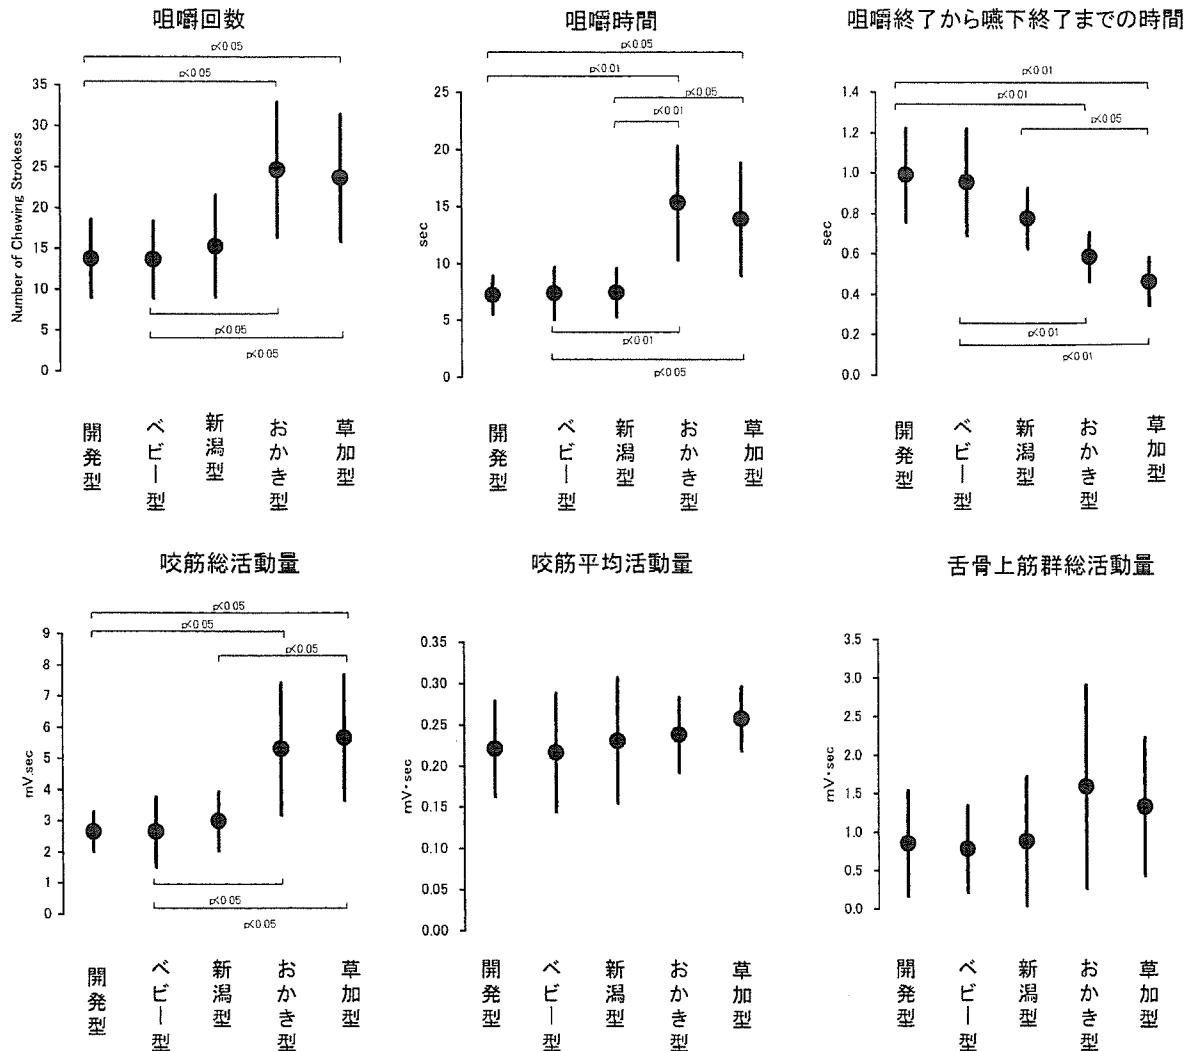 咀嚼回数
p<0.05
p<0.05
35
30
25
20
15
10
5
0
Number of Chewing Strokess
p<0.05
p<0.05
開発型
ベビー型
新潟型
おかき型
草加型
咀嚼時間
p<0.05
p<0.01
p<0.05
p<0.01
25
20
15
10
5
0
sec
p<0.01
p<0.05
開発型
ベビー型
新潟型
おかき型
草加型
咀嚼終了から嚥下終了までの時間
p<0.01
p<0.01
p<0.05
1.4
1.2
1.0
0.8
0.6
0.4
0.2
0.0
sec
p<0.01
p<0.01
開発型
ベビー型
新潟型
おかき型
草加型
咬筋総活動量
p<0.05
p<0.05
p<0.05
9
8
7
6
5
4
3
2
1
0
mV.sec
p<0.05
p<0.05
開発型
ベビー型
新潟型
おかき型
草加型
咬筋平均活動量
0.35
0.30
0.25
0.20
0.15
0.10
0.05
0.00
mV・sec
開発型
ベビー型
新潟型
おかき型
草加型
舌骨上筋群総活動量
3.5
3.0
2.5
2.0
1.5
1.0
0.5
0.0
mV・sec
開発型
ベビー型
新潟型
おかき型
草加型